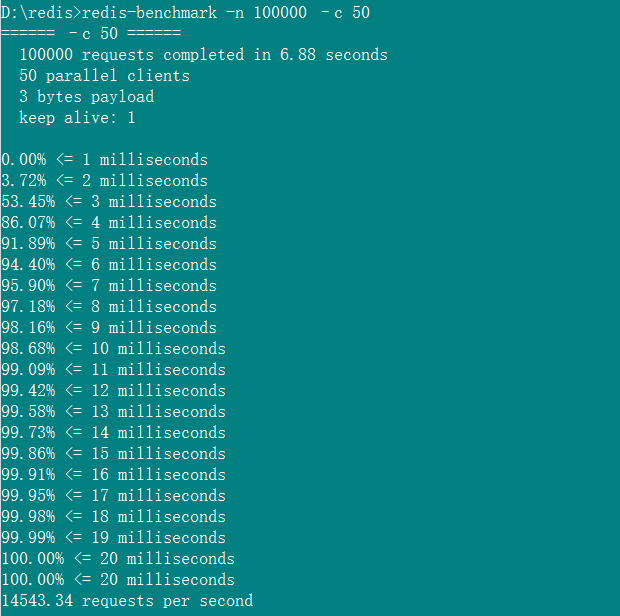 D:\redis>redis-benchmark -n 100000 –c 50
====== –c 50 ======
  100000 requests completed in 6.88 seconds
  50 parallel clients
  3 bytes payload
  keep alive: 1

0.00% <= 1 milliseconds
3.72% <= 2 milliseconds
53.45% <= 3 milliseconds
86.07% <= 4 milliseconds
91.89% <= 5 milliseconds
94.40% <= 6 milliseconds
95.90% <= 7 milliseconds
97.18% <= 8 milliseconds
98.16% <= 9 milliseconds
98.68% <= 10 milliseconds
99.09% <= 11 milliseconds
99.42% <= 12 milliseconds
99.58% <= 13 milliseconds
99.73% <= 14 milliseconds
99.86% <= 15 milliseconds
99.91% <= 16 milliseconds
99.95% <= 17 milliseconds
99.98% <= 18 milliseconds
99.99% <= 19 milliseconds
100.00% <= 20 milliseconds
100.00% <= 20 milliseconds
14543.34 requests per second